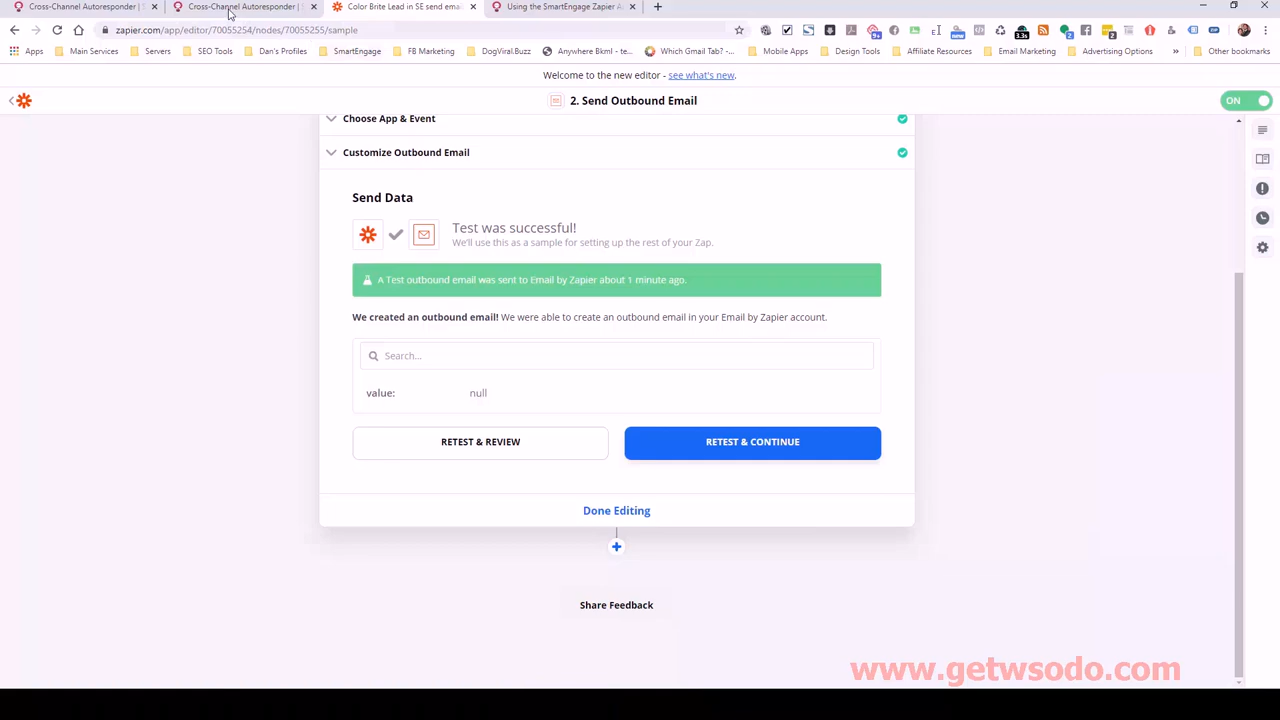 Cross-Channel Autoresponder | S
Cross-Channel Autoresponder | S
Color Brite Lead in SE send email
Using the SmartEngage Zapier A
zapier.com/app/editor/70055254/nodes/70055255/sample
Apps
Main Services
Servers
SEO Tools
Dan's Profiles
SmartEngage
FB Marketing
DogViral.Buzz
Anywhere Bkml - te...
Which Gmail Tab? -...
Mobile Apps
Design Tools
Affiliate Resources
Email Marketing
Advertising Options
»
Other bookmarks
Welcome to the new editor - see what's new.
2. Send Outbound Email
ON
Choose App & Event
Customize Outbound Email
Send Data
Test was successful!
We'll use this as a sample for setting up the rest of your Zap.
A Test outbound email was sent to Email by Zapier about 1 minute ago.
We created an outbound email! We were able to create an outbound email in your Email by Zapier account.
Search...
value: null
RETEST & REVIEW
RETEST & CONTINUE
Done Editing
Share Feedback
www.getwsodo.com